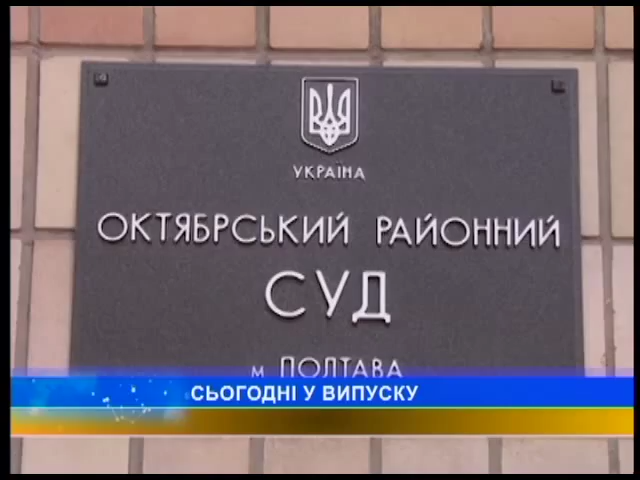 УКРАЇНА
ОКТЯБРСЬКИЙ РАЙОННИЙ
СУД
м ПОЛТАВА
СЬОГОДНІ У ВИПУСКУ